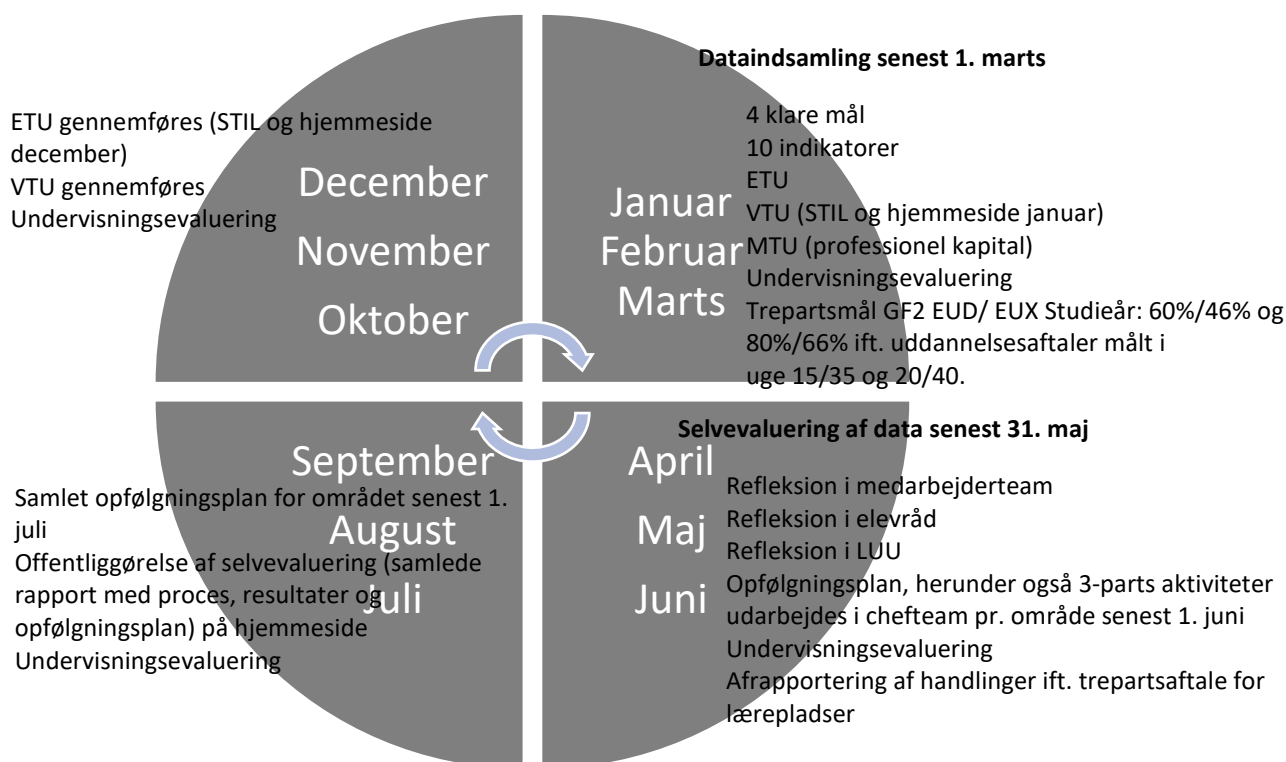 Dataindsamling senest 1. marts
4 klare mål
10 indikatorer
ETU
VTU (STIL og hjemmeside januar)
MTU (professionel kapital)
Undervisningsevaluering
Trepartsmål GF2 EUD/ EUX Studieår: 60%/46% og
80%/66% ift. uddannelsesaftaler målt i
uge 15/35 og 20/40.
Januar
Februar
Marts
Selvevaluering af data senest 31. maj
Refleksion i medarbejderteam
Refleksion i elevråd
Refleksion i LUU
Opfølgningsplan, herunder også 3-parts aktiviteter
udarbejdes i chefteam pr. område senest 1. juni
Undervisningsevaluering
Afrapportering af handlinger ift. trepartsaftale for
lærepladser
April
Maj
Juni
September
August
Juli
Samlet opfølgningsplan for området senest 1.
juli
Offentliggørelse af selvevaluering (samlede
rapport med proces, resultater og
opfølgningsplan) på hjemmeside
Undervisningsevaluering
ETU gennemføres (STIL og hjemmeside
december)
VTU gennemføres
Undervisningsevaluering
December
November
Oktober